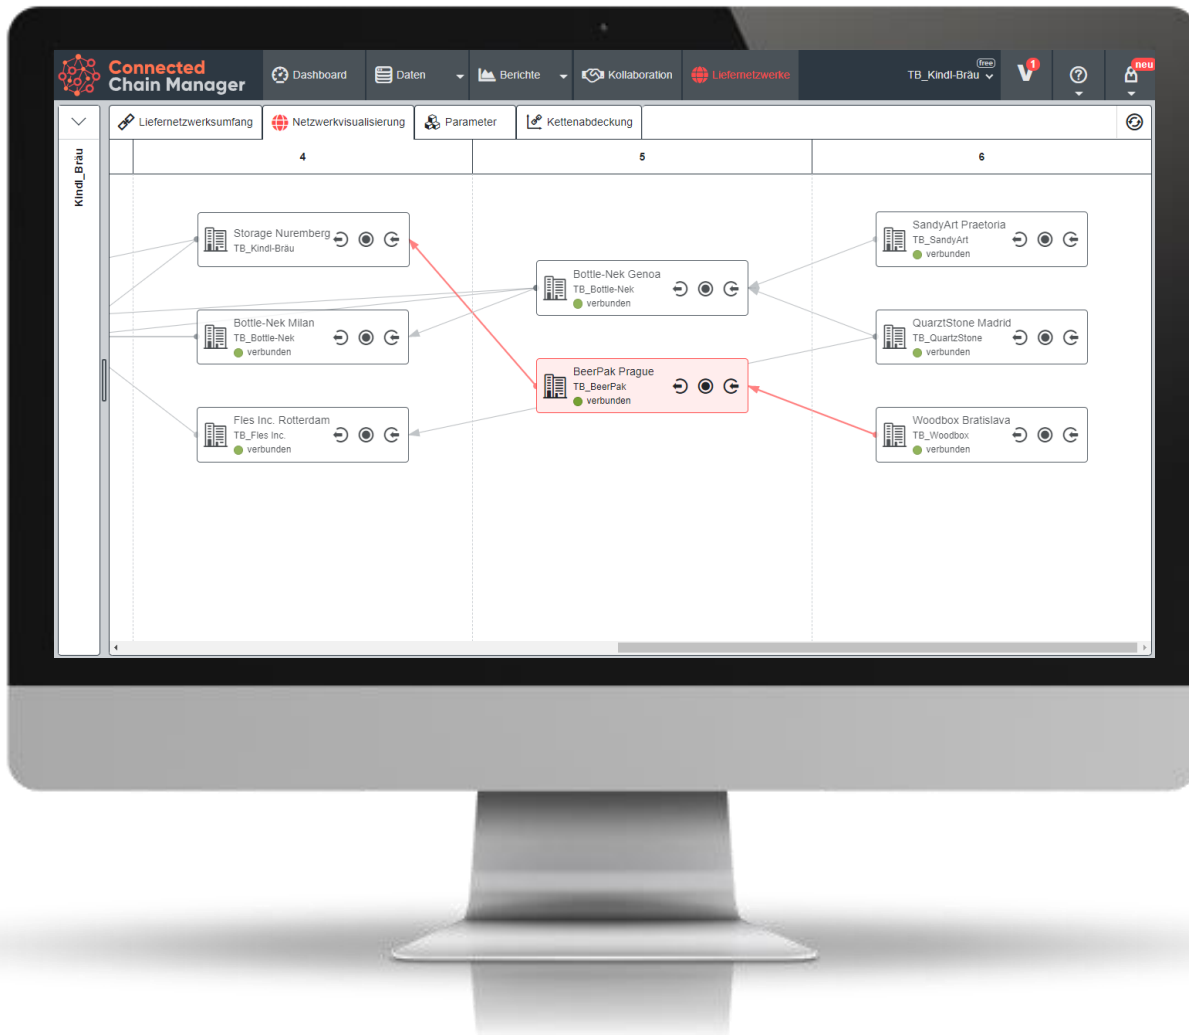 Connected
Chain Manager
Dashboard
Daten
Berichte
Kollaboration
Liefernetzwerke
free
TB_Kindl-Bräu
1
neu
Liefernetzwerksumfang
Netzwerkvisualisierung
Parameter
Kettenabdeckung
Kindl_Bräu
4
5
6
Storage Nuremberg
TB_Kindl-Bräu
Bottle-Nek Milan
TB_Bottle-Nek
verbunden
Fles Inc. Rotterdam
TB_Fles Inc.
verbunden
Bottle-Nek Genoa
TB_Bottle-Nek
verbunden
BeerPak Prague
TB_BeerPak
verbunden
SandyArt Praetoria
TB_SandyArt
verbunden
QuarztStone Madrid
TB_QuartzStone
verbunden
Woodbox Bratislava
TB_Woodbox
verbunden